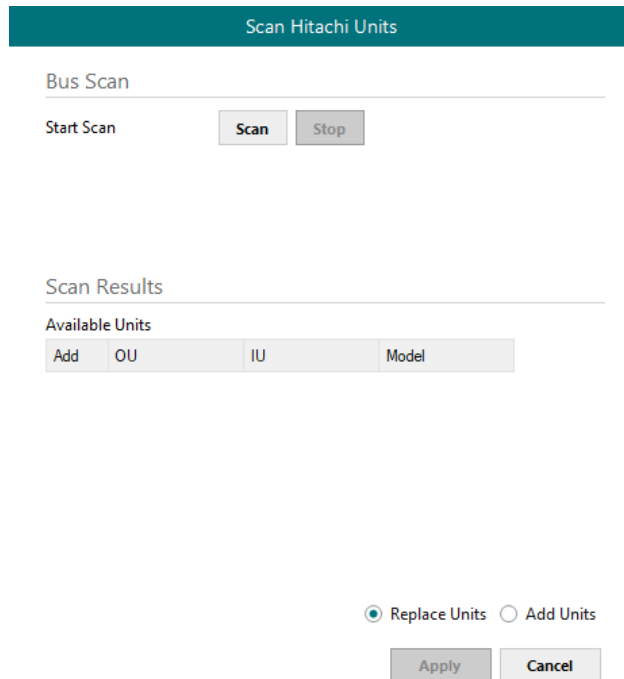 Scan Hitachi Units
Bus Scan
Start Scan Scan Stop
Scan Results
Available Units
Add OU IU Model
Replace Units Add Units
Apply Cancel